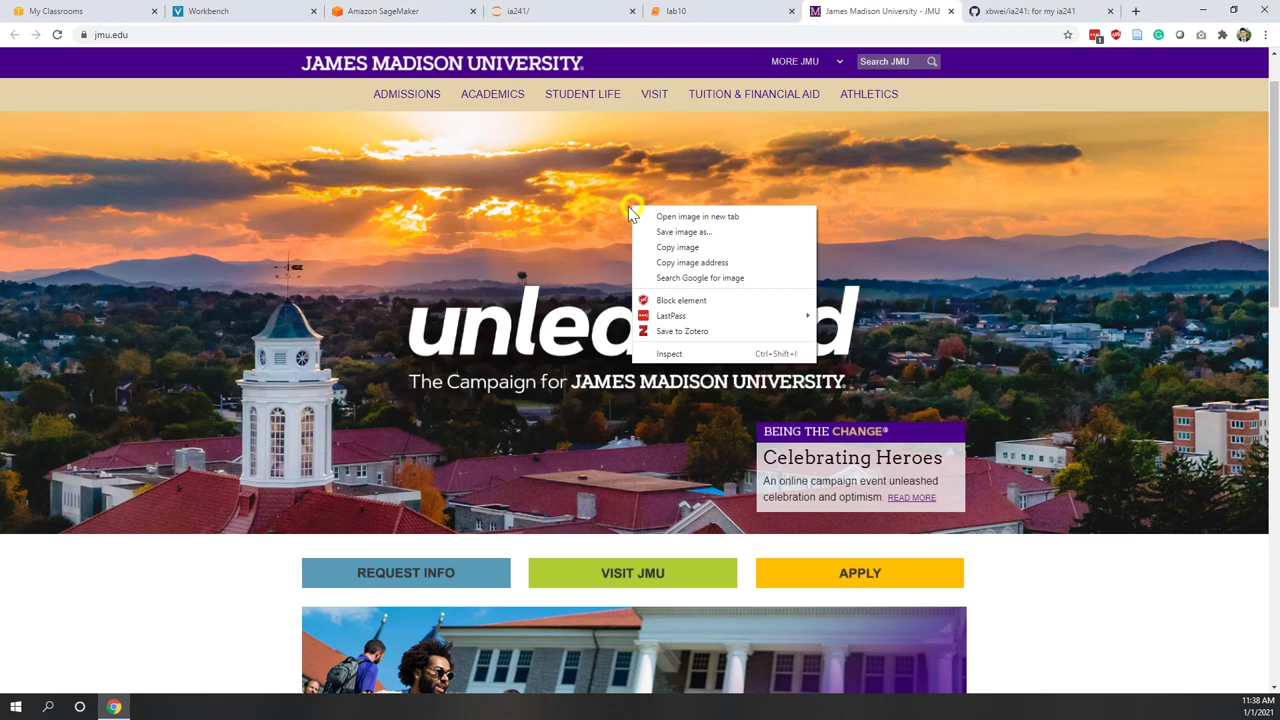 My Classrooms
Workbench
Amazon SageMaker
ia241/
lab10
James Madison University - JMU
xbwei/ia241: for my ia241
jmu.edu
1
JAMES MADISON UNIVERSITY.
MORE JMU
Search JMU
ADMISSIONS
ACADEMICS
STUDENT LIFE
VISIT
TUITION & FINANCIAL AID
ATHLETICS
Open image in new tab
Save image as...
Copy image
Copy image address
Search Google for image
Block element
LastPass
Save to Zotero
Inspect Ctrl+Shift+I
The Campaign for JAMES MADISON UNIVERSITY.
BEING THE CHANGE®
Celebrating Heroes
An online campaign event unleashed
celebration and optimism. READ MORE
REQUEST INFO
VISIT JMU
APPLY
11:38 AM
1/1/2021